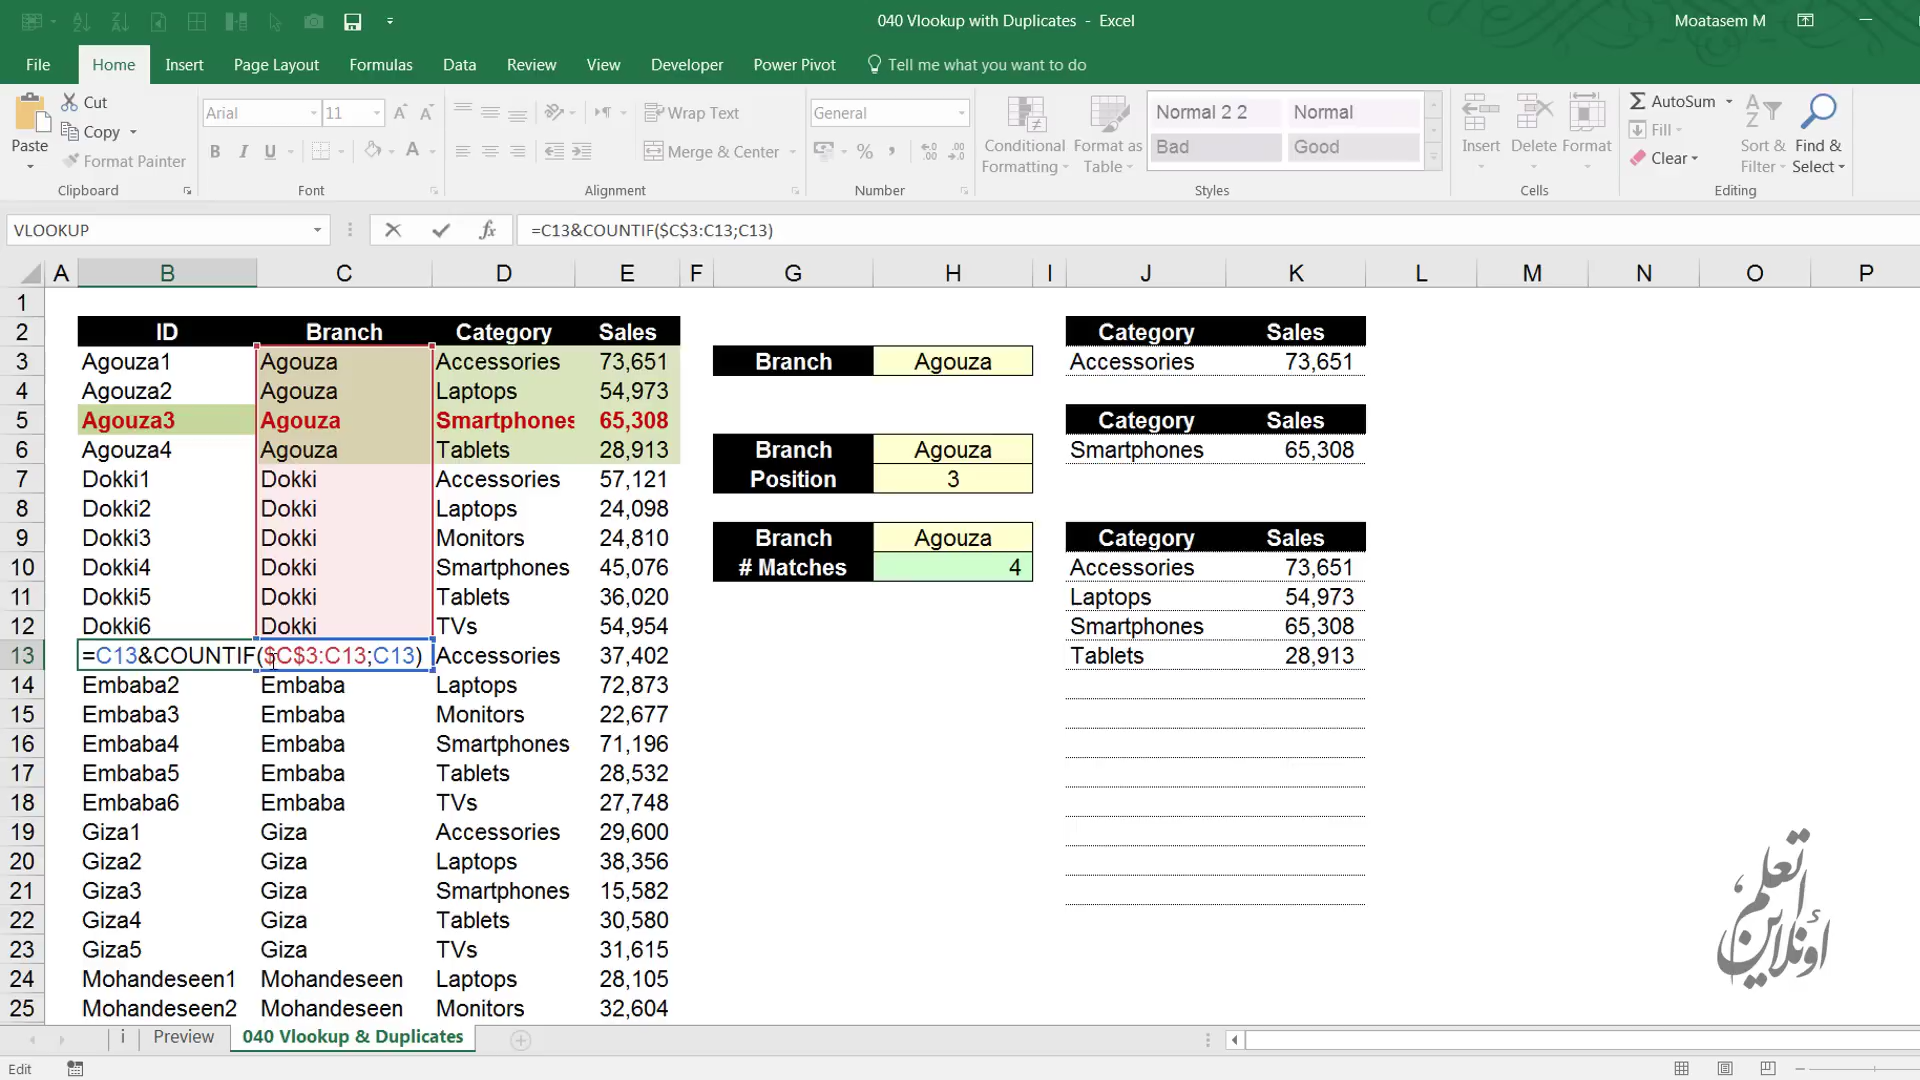 040 Vlookup with Duplicates - Excel
Moatasem M
File Home Insert Page Layout Formulas Data Review View Developer Power Pivot Tell me what you want to do
Paste
Cut
Copy
Format Painter
Clipboard
Arial 11
B I U
Font
Wrap Text
Merge & Center
Alignment
General
Number
Conditional Formatting
Format as Table
Normal 2 2 Normal
Bad Good
Styles
Insert Delete Format
Cells
AutoSum
Fill
Clear
Sort & Filter
Find & Select
Editing
VLOOKUP
fx
=C13&COUNTIF($C$3:C13;C13)
A B C D E F G H I J K L M N O P
1
2 ID Branch Category Sales Category Sales
3 Agouza1 Agouza Accessories 73,651 Branch Agouza Accessories 73,651
4 Agouza2 Agouza Laptops 54,973
5 Agouza3 Agouza Smartphones 65,308 Category Sales
6 Agouza4 Agouza Tablets 28,913 Branch Agouza Smartphones 65,308
7 Dokki1 Dokki Accessories 57,121 Position 3
8 Dokki2 Dokki Laptops 24,098
9 Dokki3 Dokki Monitors 24,810 Branch Agouza Category Sales
10 Dokki4 Dokki Smartphones 45,076 # Matches 4 Accessories 73,651
11 Dokki5 Dokki Tablets 36,020 Laptops 54,973
12 Dokki6 Dokki TVs 54,954 Smartphones 65,308
13 =C13&COUNTIF($C$3:C13;C13) Accessories 37,402 Tablets 28,913
14 Embaba2 Embaba Laptops 72,873
15 Embaba3 Embaba Monitors 22,677
16 Embaba4 Embaba Smartphones 71,196
17 Embaba5 Embaba Tablets 28,532
18 Embaba6 Embaba TVs 27,748
19 Giza1 Giza Accessories 29,600
20 Giza2 Giza Laptops 38,356
21 Giza3 Giza Smartphones 15,582
22 Giza4 Giza Tablets 30,580
23 Giza5 Giza TVs 31,615
24 Mohandeseen1 Mohandeseen Laptops 28,105
25 Mohandeseen2 Mohandeseen Monitors 32,604
اتعلم
أونلاين
i Preview 040 Vlookup & Duplicates
Edit